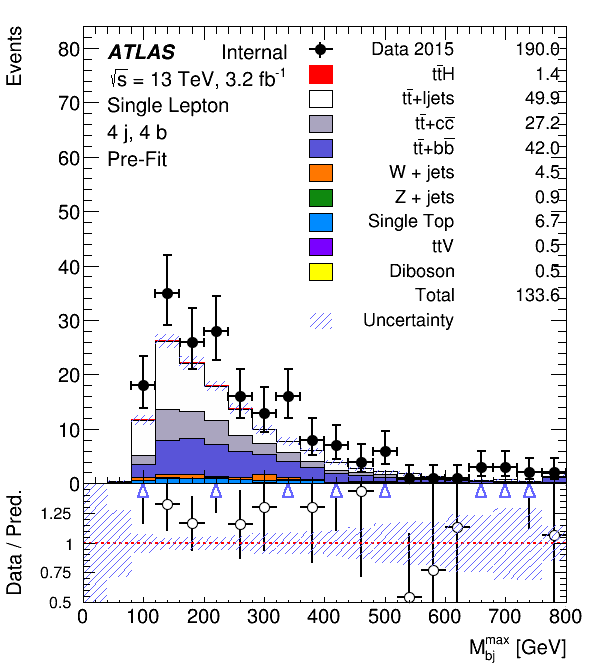 Events
ATLAS Internal
√s = 13 TeV, 3.2 fb⁻¹
Single Lepton
4 j, 4 b
Pre-Fit
Data 2015 190.0
tt̄H 1.4
tt̄+ljets 49.9
tt̄+cc̄ 27.2
tt̄+bb̄ 42.0
W + jets 4.5
Z + jets 0.9
Single Top 6.7
ttV 0.5
Diboson 0.5
Total 133.6
Uncertainty
80
70
60
50
40
30
20
10
0
Data / Pred.
1.25
1
0.75
0.5
0 100 200 300 400 500 600 700 800
M_bj^max [GeV]